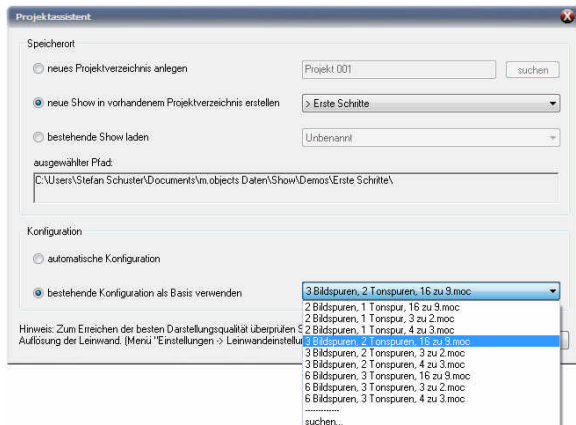 Projektassistent
Speicherort
neues Projektverzeichnis anlegen
Projekt 001
suchen
neue Show in vorhandenem Projektverzeichnis erstellen
> Erste Schritte
bestehende Show laden
Unbenannt
ausgewählter Pfad:
C:\Users\Stefan Schuster\Documents\m.objects Daten\Show\Demos\Erste Schritte\
Konfiguration
automatische Konfiguration
bestehende Konfiguration als Basis verwenden
3 Bildspuren, 2 Tonspuren, 16 zu 9.moc
2 Bildspuren, 1 Tonspur, 16 zu 9.moc
2 Bildspuren, 1 Tonspur, 3 zu 2.moc
2 Bildspuren, 1 Tonspur, 4 zu 3.moc
3 Bildspuren, 2 Tonspuren, 16 zu 9.moc
3 Bildspuren, 2 Tonspuren, 3 zu 2.moc
3 Bildspuren, 2 Tonspuren, 4 zu 3.moc
6 Bildspuren, 3 Tonspuren, 16 zu 9.moc
6 Bildspuren, 3 Tonspuren, 3 zu 2.moc
6 Bildspuren, 3 Tonspuren, 4 zu 3.moc
-------------
suchen...
Hinweis: Zum Erreichen der besten Darstellungsqualität überprüfen S
Auflösung der Leinwand. (Menü "Einstellungen -> Leinwandeinstellu